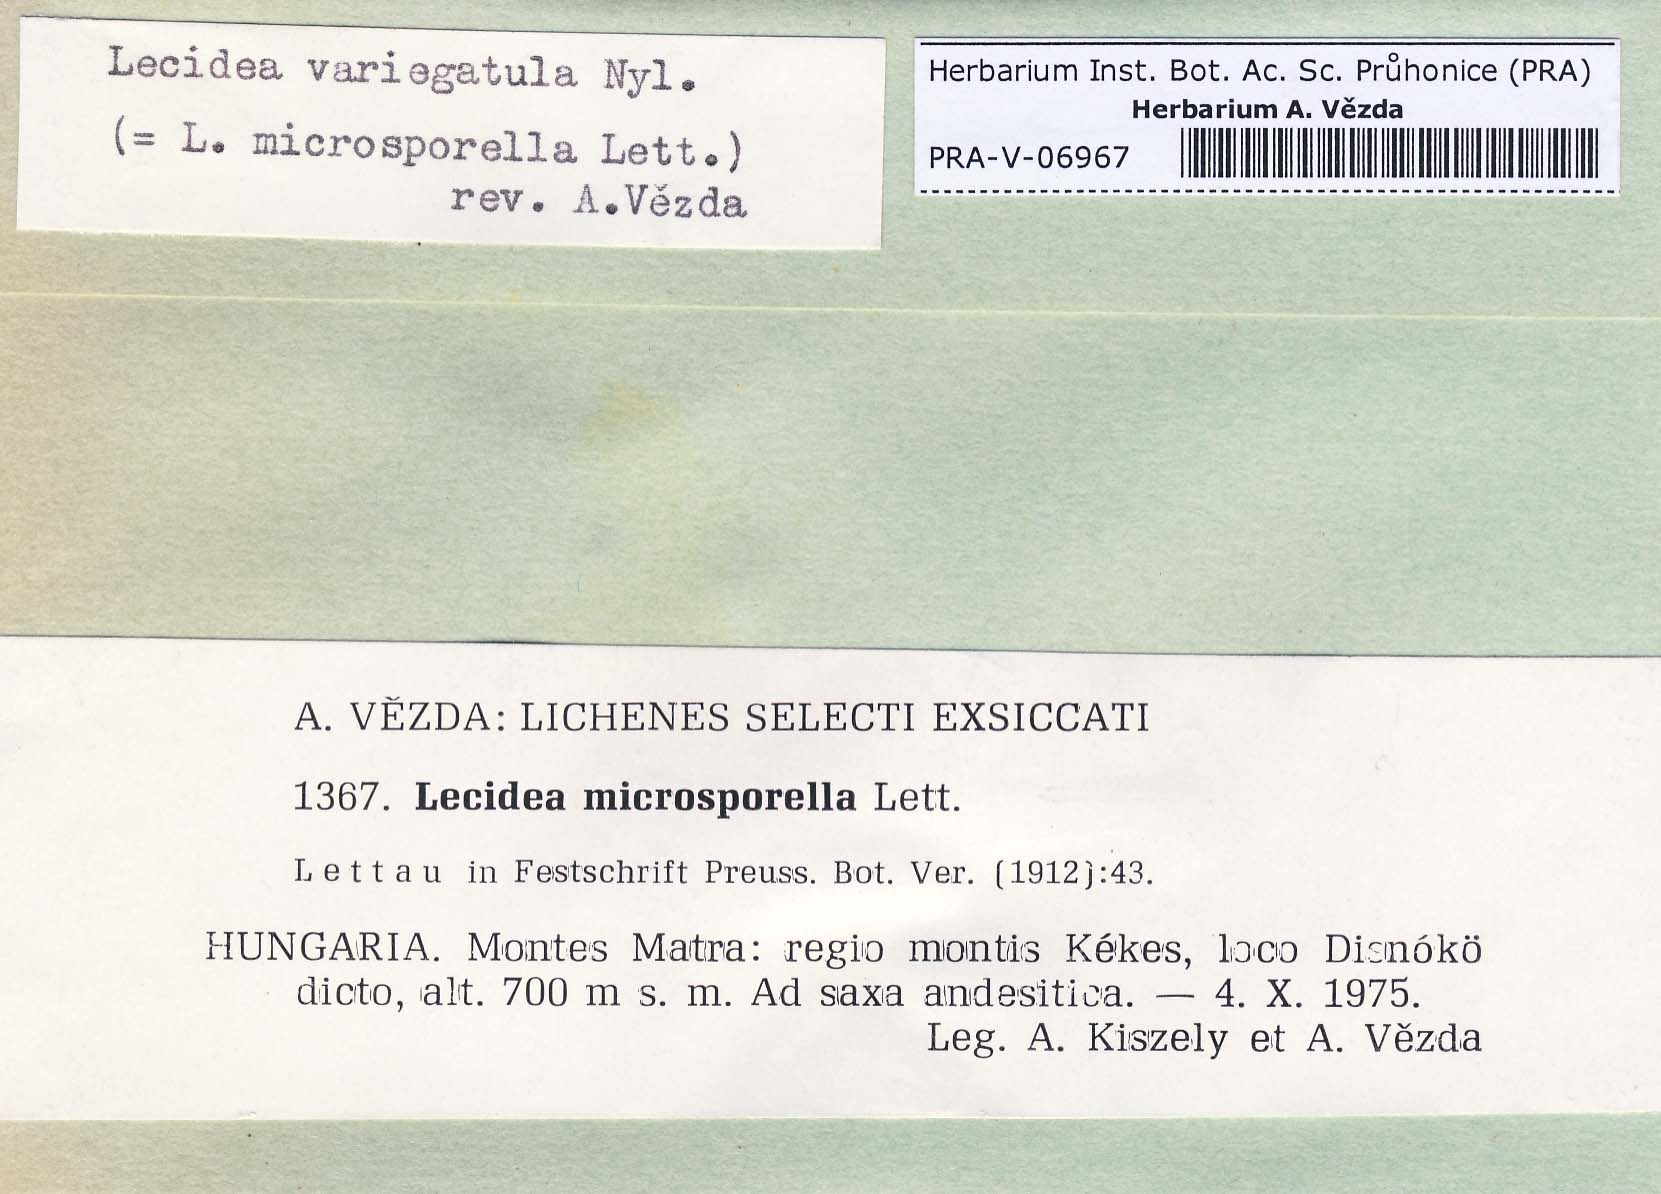 Lecidea variegatula Nyl.
(= L. microsporella Lett.)
rev. A.Vězda
Herbarium Inst. Bot. Ac. Sc. Průhonice (PRA)
Herbarium A. Vězda
PRA-V-06967
A. VĚZDA: LICHENES SELECTI EXSICCATI
1367. Lecidea microsporella Lett.
Lettau in Festschrift Preuss. Bot. Ver. (1912):43.
HUNGARIA. Montes Matra: regio montis Kékes, loco Disnókö
dicto, alt. 700 m s. m. Ad saxa andesitica. — 4. X. 1975.
Leg. A. Kiszely et A. Vězda